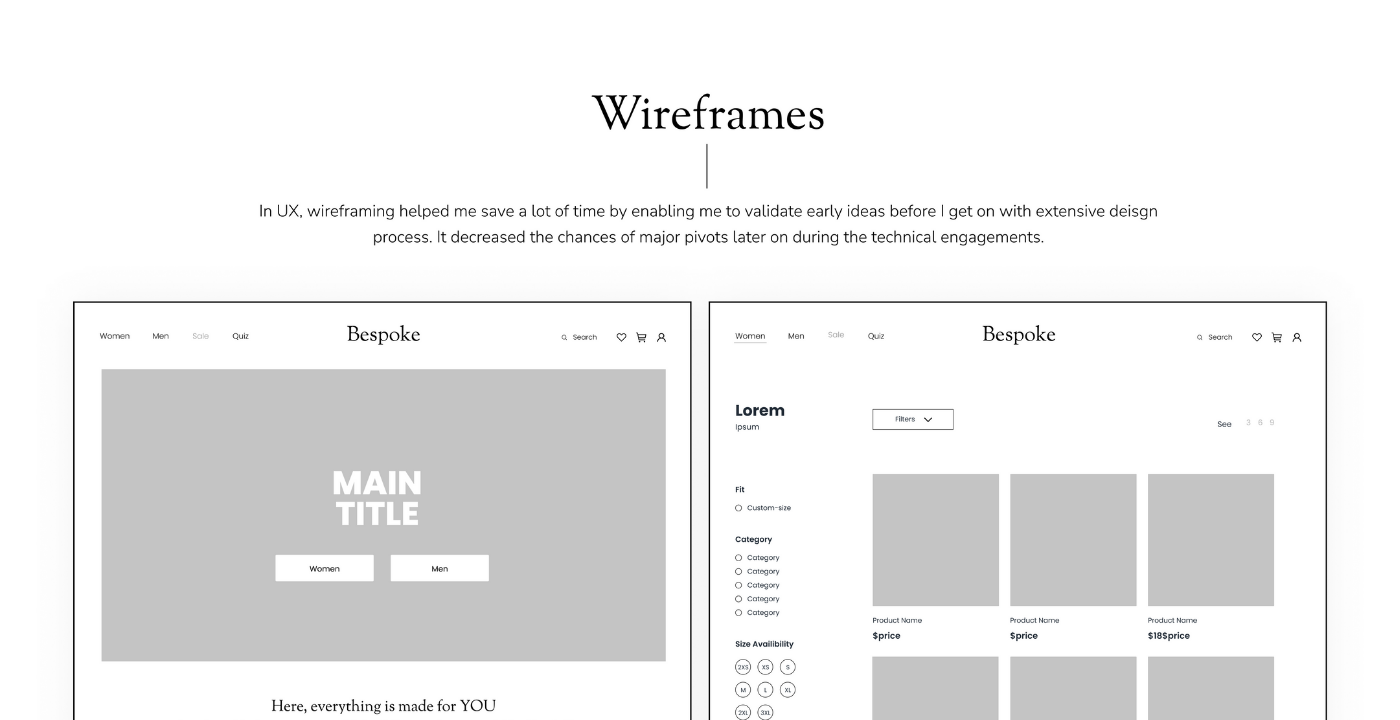 Wireframes
In UX, wireframing helped me save a lot of time by enabling me to validate early ideas before I get on with extensive deisgn
process. It decreased the chances of major pivots later on during the technical engagements.
Women Men Sale Quiz Bespoke Search
MAIN
TITLE
Women Men
Here, everything is made for YOU
Women Men Sale Quiz Bespoke Search
Lorem
Ipsum
Filters
See 3 6 9
Fit
Custom-size
Category
Category
Category
Category
Category
Category
Size Availibility
2XS XS S
M L XL
2XL 3XL
Product Name Product Name Product Name
$price $price $18$price